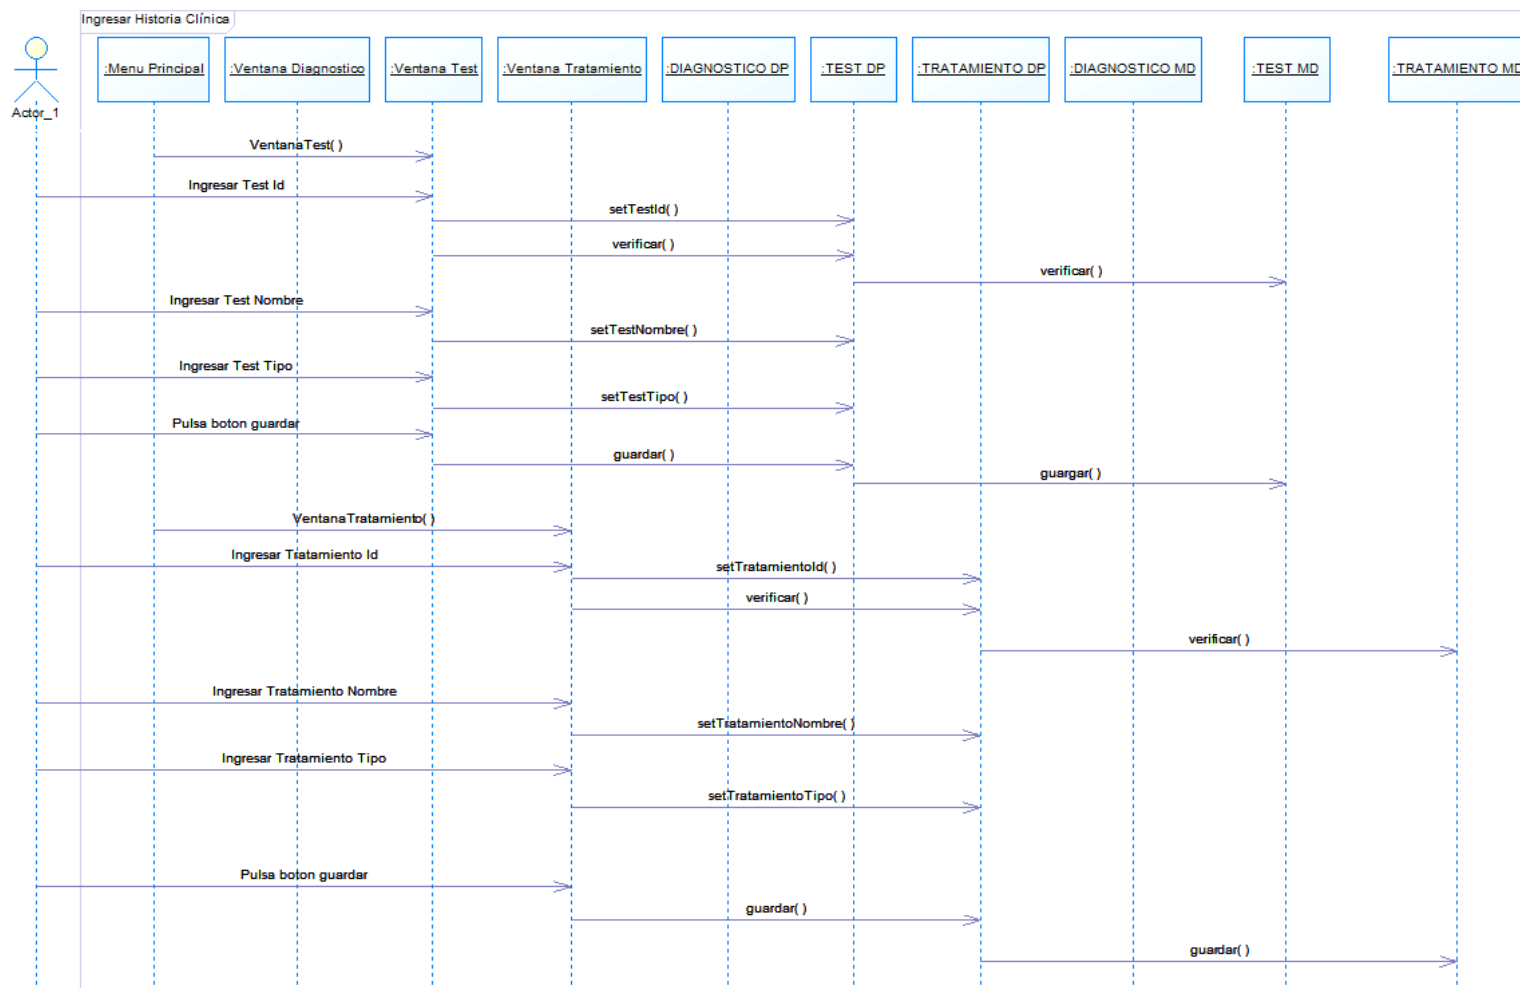 Ingresar Historia Clínica
Actor_1
:Menu Principal
:Ventana Diagnostico
:Ventana Test
:Ventana Tratamiento
:DIAGNOSTICO DP
:TEST DP
:TRATAMIENTO DP
:DIAGNOSTICO MD
:TEST MD
:TRATAMIENTO MD
VentanaTest( )
Ingresar Test Id
setTestId( )
verificar( )
verificar( )
Ingresar Test Nombre
setTestNombre( )
Ingresar Test Tipo
setTestTipo( )
Pulsa boton guardar
guardar( )
guargar( )
VentanaTratamiento( )
Ingresar Tratamiento Id
setTratamientoId( )
verificar( )
verificar( )
Ingresar Tratamiento Nombre
setTratamientoNombre( )
Ingresar Tratamiento Tipo
setTratamientoTipo( )
Pulsa boton guardar
guardar( )
guardar( )